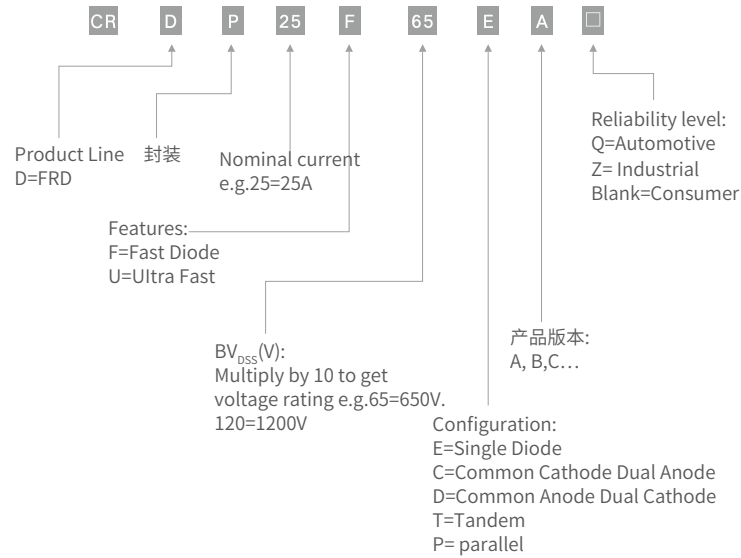 CR D P 25 F 65 E A □
Product Line
D=FRD
封装
Nominal current
e.g.25=25A
Reliability level:
Q=Automotive
Z= Industrial
Blank=Consumer
Features:
F=Fast Diode
U=UItra Fast
BVDSS(V):
Multiply by 10 to get
voltage rating e.g.65=650V.
120=1200V
产品版本:
A, B,C…
Configuration:
E=Single Diode
C=Common Cathode Dual Anode
D=Common Anode Dual Cathode
T=Tandem
P= parallel